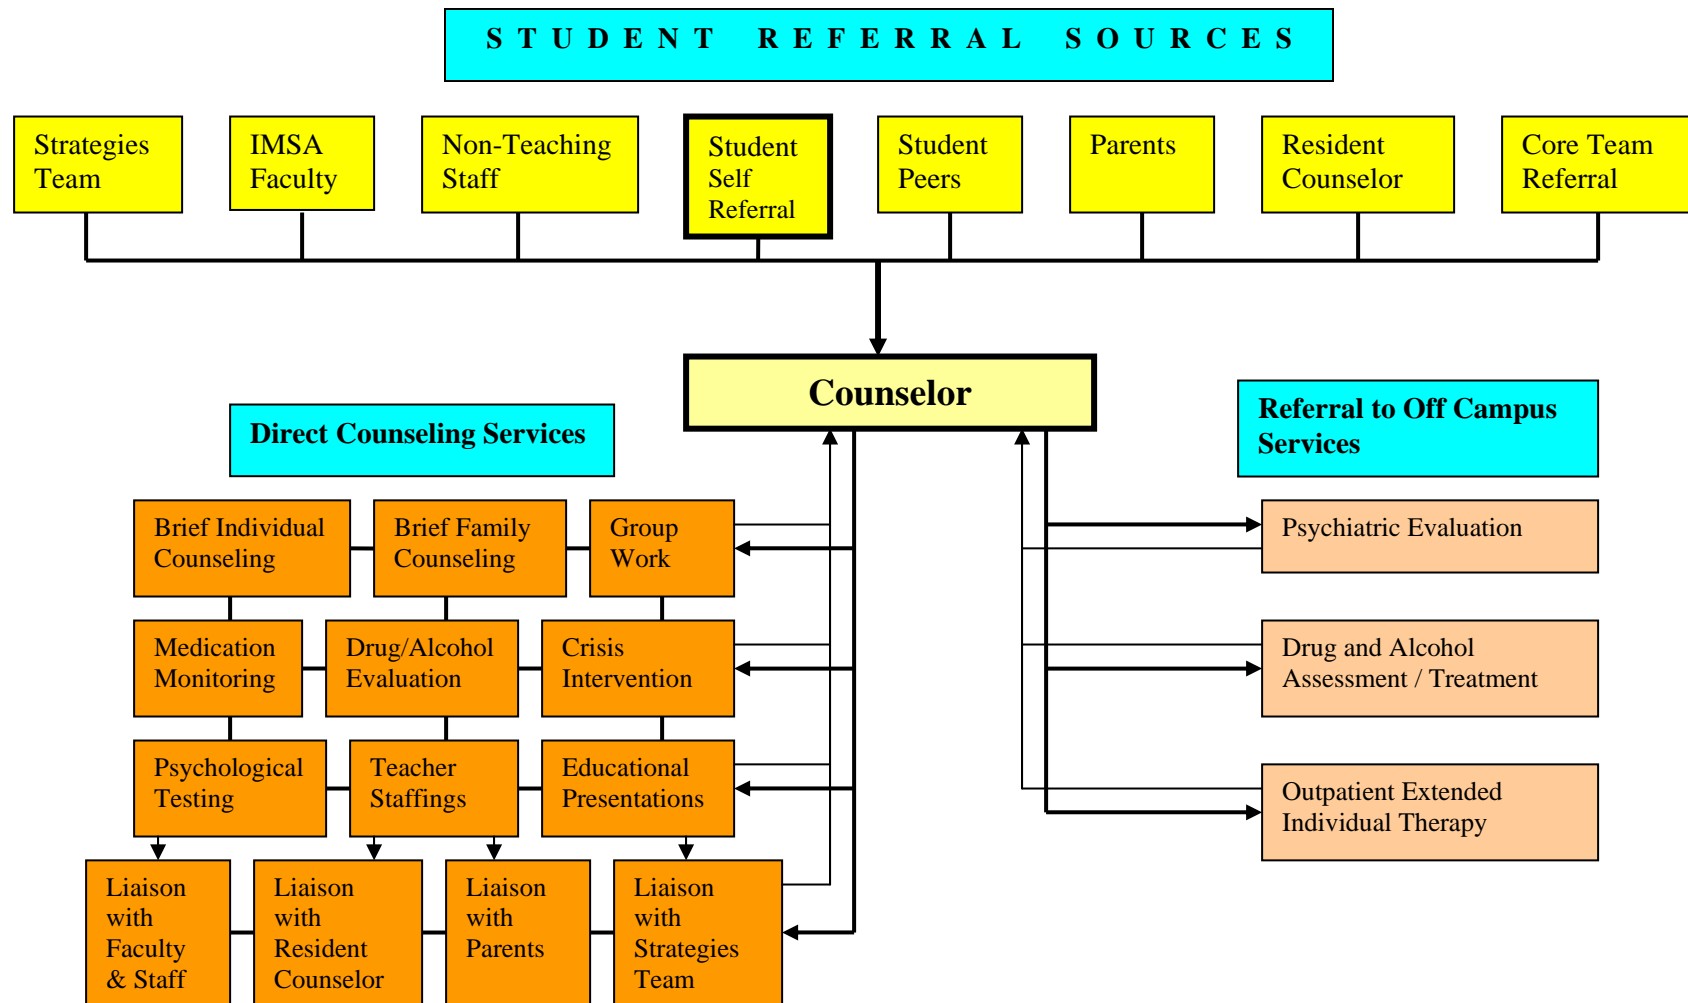 STUDENT REFERRAL SOURCES
Strategies
Team
IMSA
Faculty
Non-Teaching
Staff
Student
Self
Referral
Student
Peers
Parents
Resident
Counselor
Core Team
Referral
Counselor
Direct Counseling Services
Referral to Off Campus
Services
Brief Individual
Counseling
Brief Family
Counseling
Group
Work
Psychiatric Evaluation
Medication
Monitoring
Drug/Alcohol
Evaluation
Crisis
Intervention
Drug and Alcohol
Assessment / Treatment
Psychological
Testing
Teacher
Staffings
Educational
Presentations
Outpatient Extended
Individual Therapy
Liaison
with
Faculty
& Staff
Liaison
with
Resident
Counselor
Liaison
with
Parents
Liaison
with
Strategies
Team